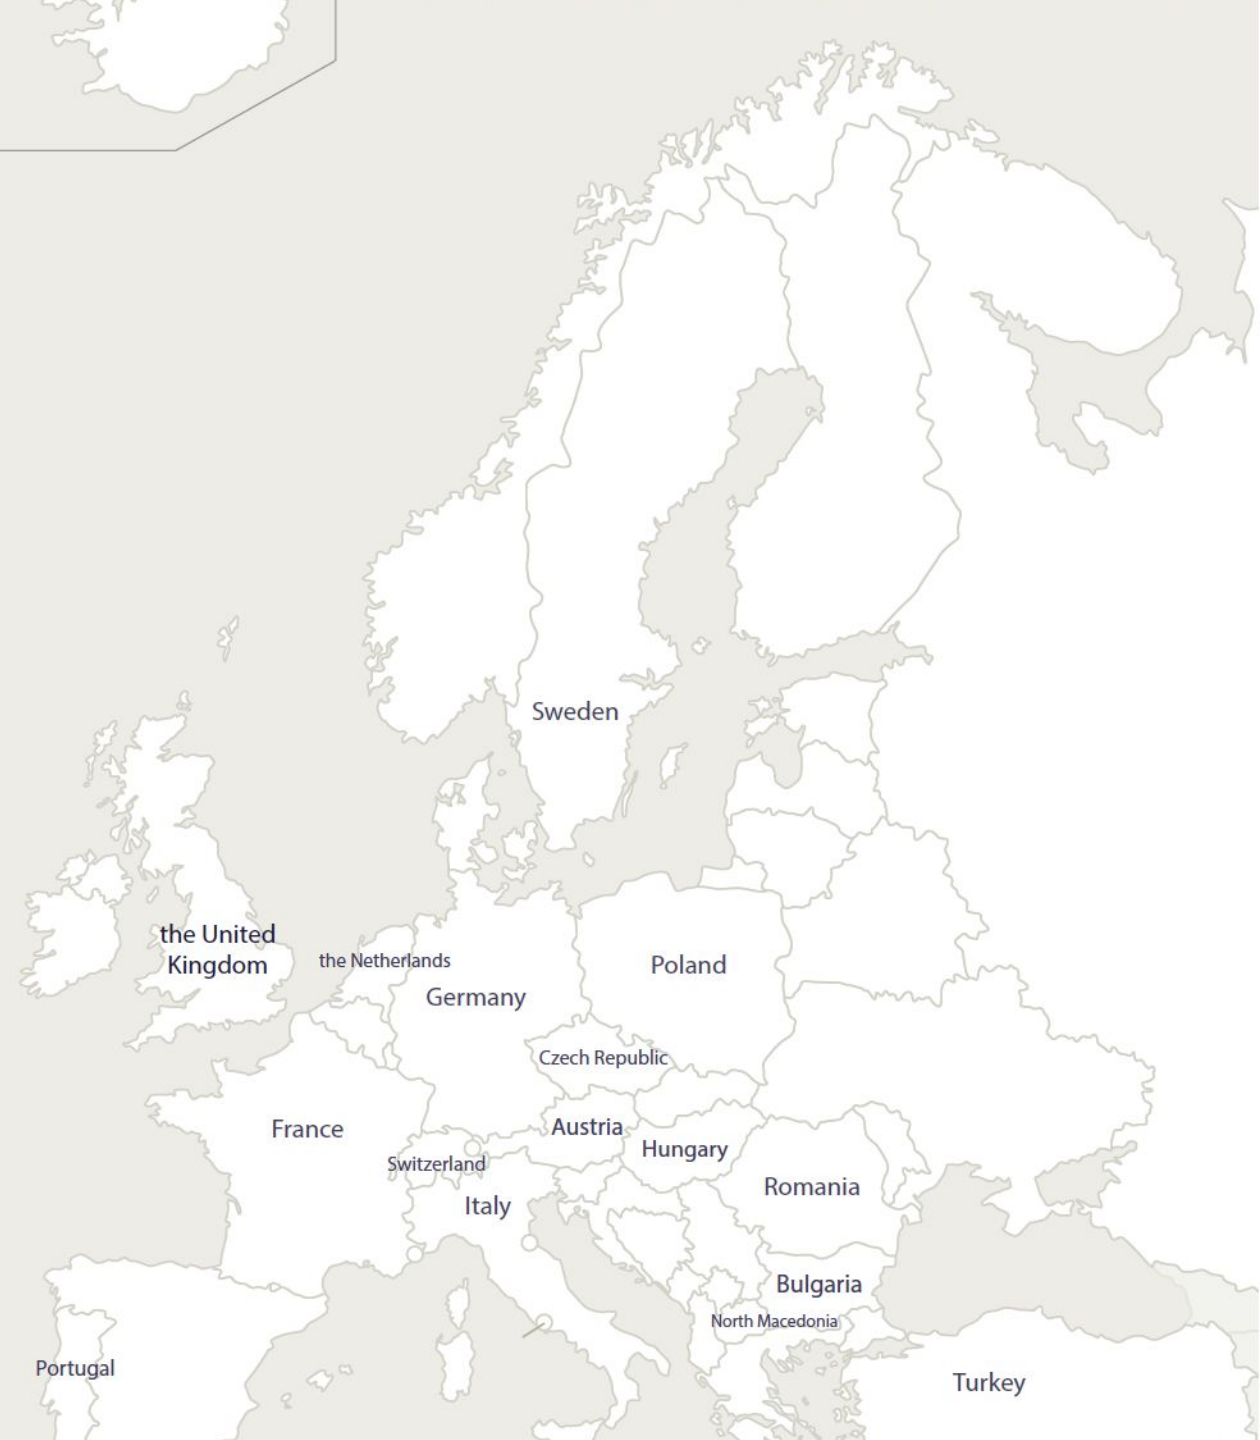 Sweden
the United
Kingdom
the Netherlands
Poland
Germany
Czech Republic
France
Austria
Hungary
Switzerland
Romania
Italy
Bulgaria
North Macedonia
Portugal
Turkey